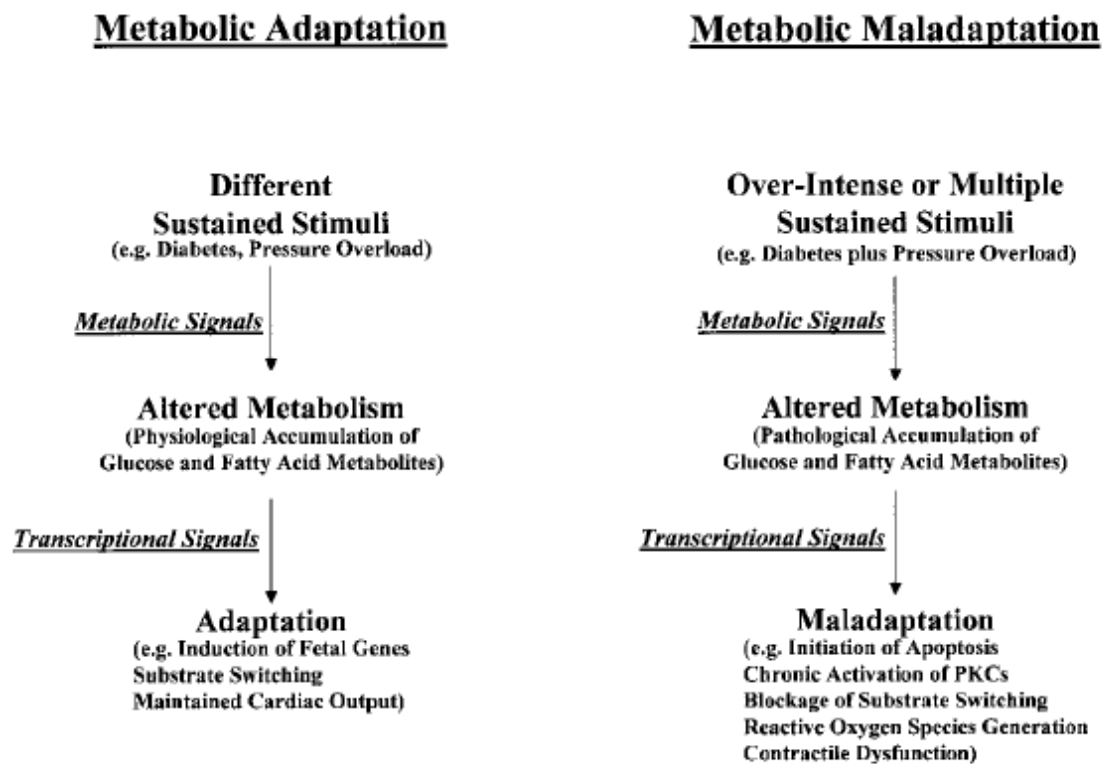 Metabolic Adaptation
Different
Sustained Stimuli
(e.g. Diabetes, Pressure Overload)
Metabolic Signals
Altered Metabolism
(Physiological Accumulation of
Glucose and Fatty Acid Metabolites)
Transcriptional Signals
Adaptation
(e.g. Induction of Fetal Genes
Substrate Switching
Maintained Cardiac Output)
Metabolic Maladaptation
Over-Intense or Multiple
Sustained Stimuli
(e.g. Diabetes plus Pressure Overload)
Metabolic Signals
Altered Metabolism
(Pathological Accumulation of
Glucose and Fatty Acid Metabolites)
Transcriptional Signals
Maladaptation
(e.g. Initiation of Apoptosis
Chronic Activation of PKCs
Blockage of Substrate Switching
Reactive Oxygen Species Generation
Contractile Dysfunction)